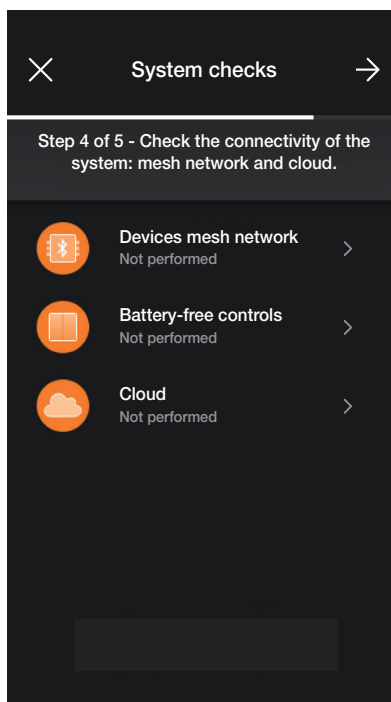 System checks
Step 4 of 5 - Check the connectivity of the
system: mesh network and cloud.
Devices mesh network
Not performed
Battery-free controls
Not performed
Cloud
Not performed